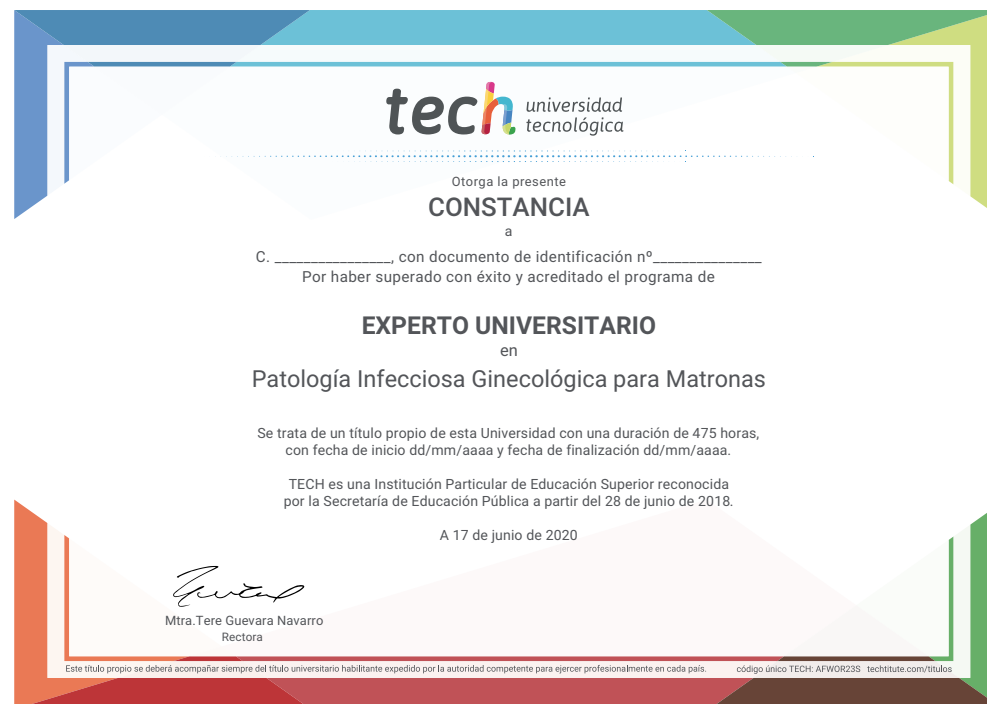 tech universidad
tecnológica
Otorga la presente
CONSTANCIA
a
C. ________________, con documento de identificación nº_______________
Por haber superado con éxito y acreditado el programa de
EXPERTO UNIVERSITARIO
en
Patología Infecciosa Ginecológica para Matronas
Se trata de un título propio de esta Universidad con una duración de 475 horas,
con fecha de inicio dd/mm/aaaa y fecha de finalización dd/mm/aaaa.
TECH es una Institución Particular de Educación Superior reconocida
por la Secretaría de Educación Pública a partir del 28 de junio de 2018.
A 17 de junio de 2020
Mtra.Tere Guevara Navarro
Rectora
Este título propio se deberá acompañar siempre del título universitario habilitante expedido por la autoridad competente para ejercer profesionalmente en cada país. código único TECH: AFWOR23S techtitute.com/titulos